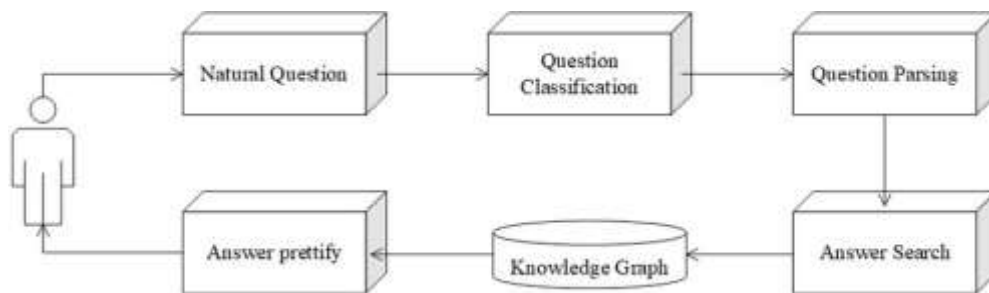 Natural Question
Question
Classification
Question Parsing
Answer prettify
Knowledge Graph
Answer Search